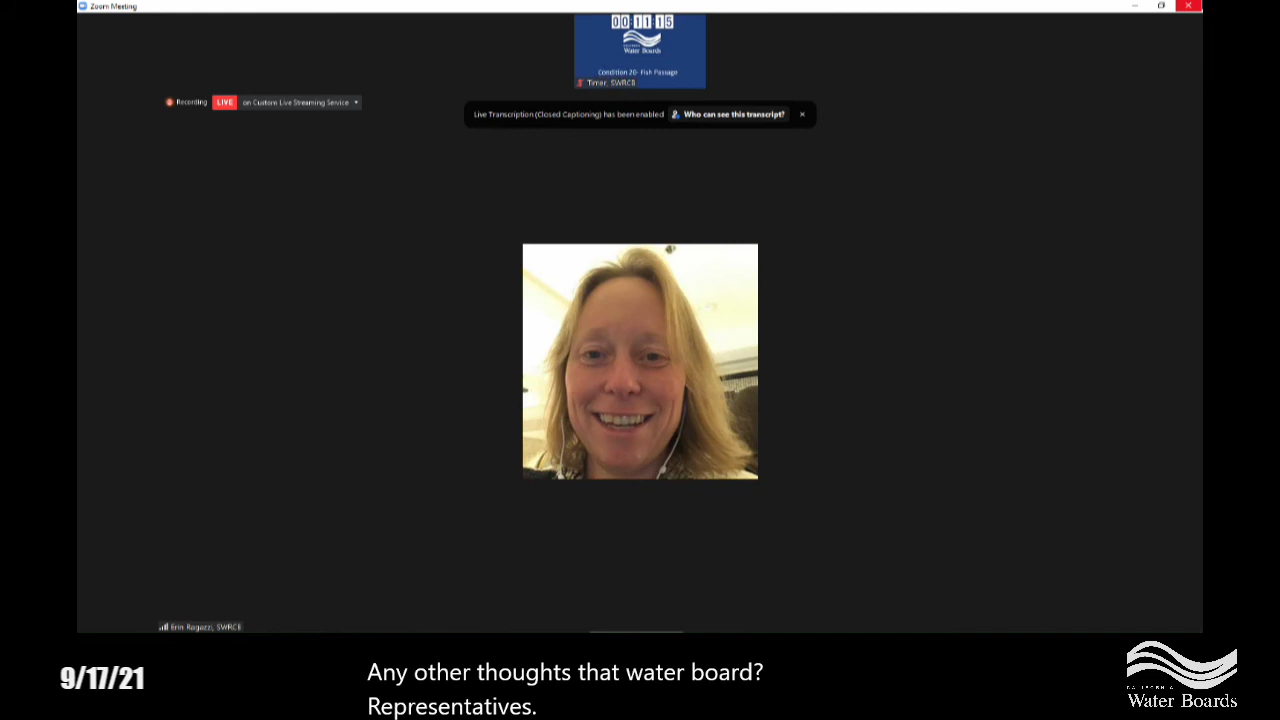 Zoom Meeting
00:11:15
Water Boards
Condition 20- Fish Passage
Timer, SWRCB
Recording
LIVE on Custom Live Streaming Service
Live Transcription (Closed Captioning) has been enabled
Who can see this transcript?
Erin Ragazzi, SWRCB
Any other thoughts that water board?
Representatives.
9/17/21
CALIFORNIA
Water Boards